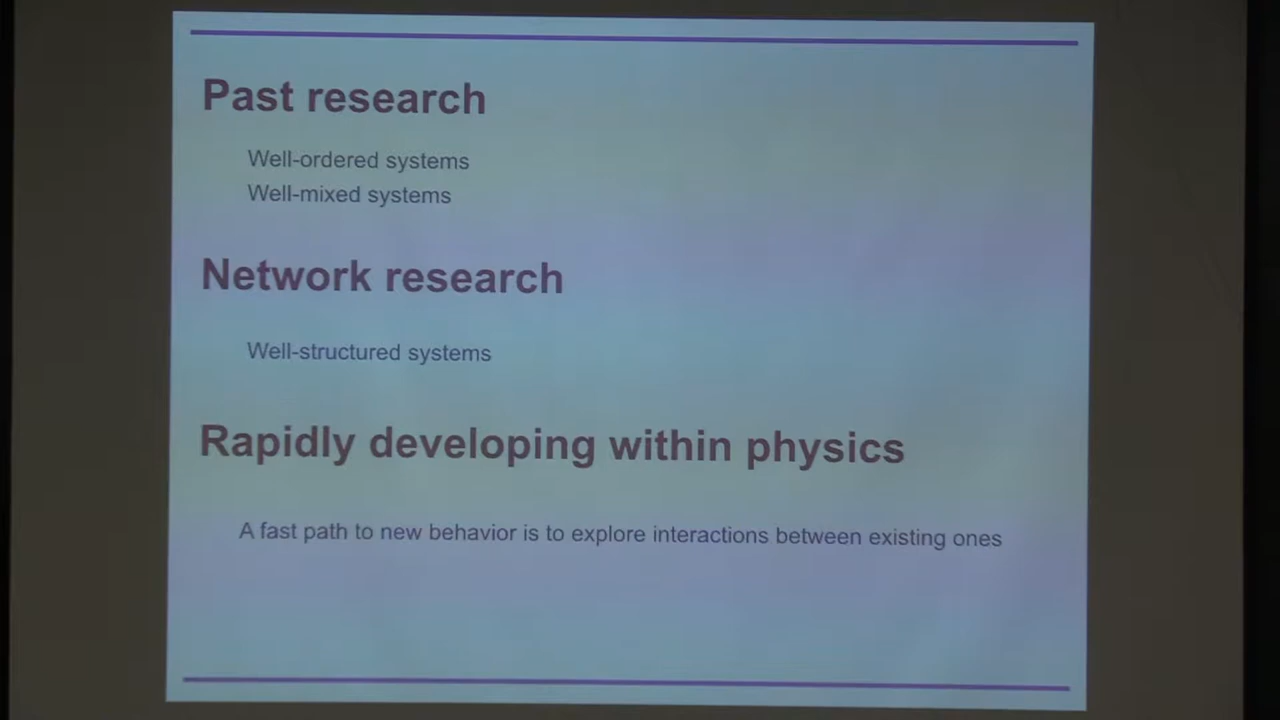 Past research
Well-ordered systems
Well-mixed systems
Network research
Well-structured systems
Rapidly developing within physics
A fast path to new behavior is to explore interactions between existing ones